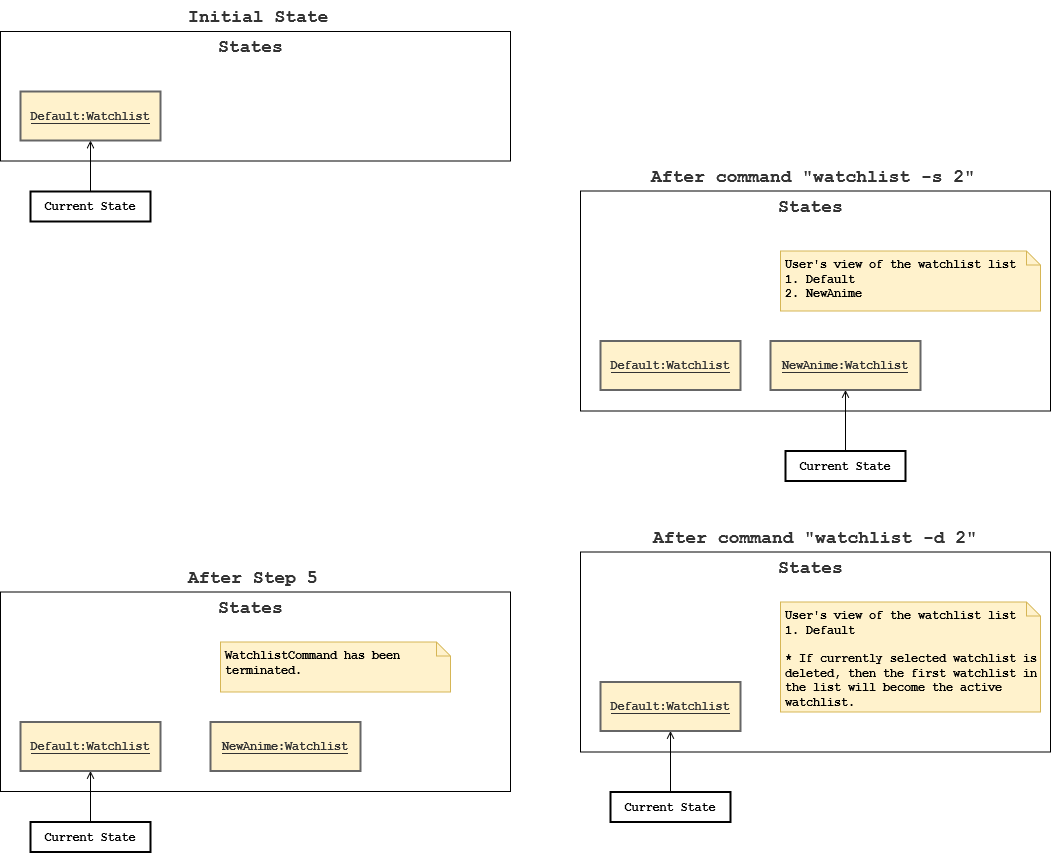 Initial State
States
Default:Watchlist
Current State
After command "watchlist -s 2"
States
User's view of the watchlist list
1. Default
2. NewAnime
Default:Watchlist
NewAnime:Watchlist
Current State
After Step 5
States
WatchlistCommand has been
terminated.
Default:Watchlist
NewAnime:Watchlist
Current State
After command "watchlist -d 2"
States
User's view of the watchlist list
1. Default
* If currently selected watchlist is
deleted, then the first watchlist in
the list will become the active
watchlist.
Default:Watchlist
Current State